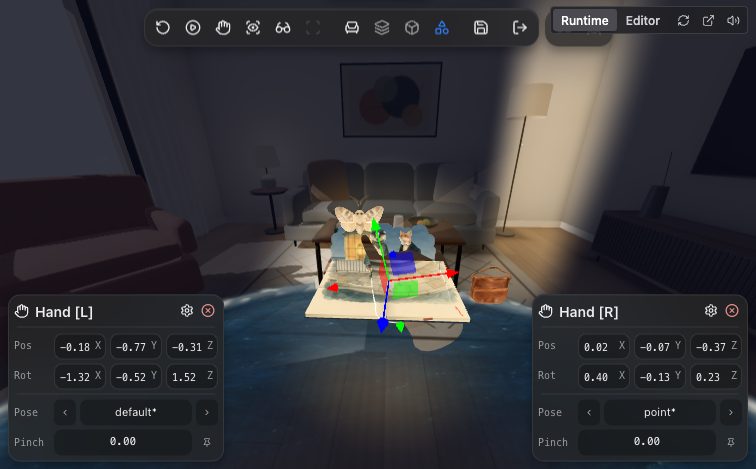 Runtime Editor
Hand [L]
Pos -0.18 X -0.77 Y -0.31 Z
Rot -1.32 X -0.52 Y 1.52 Z
Pose ‹ default* ›
Pinch 0.00
Hand [R]
Pos 0.02 X -0.07 Y -0.37 Z
Rot 0.40 X -0.13 Y 0.23 Z
Pose ‹ point* ›
Pinch 0.00